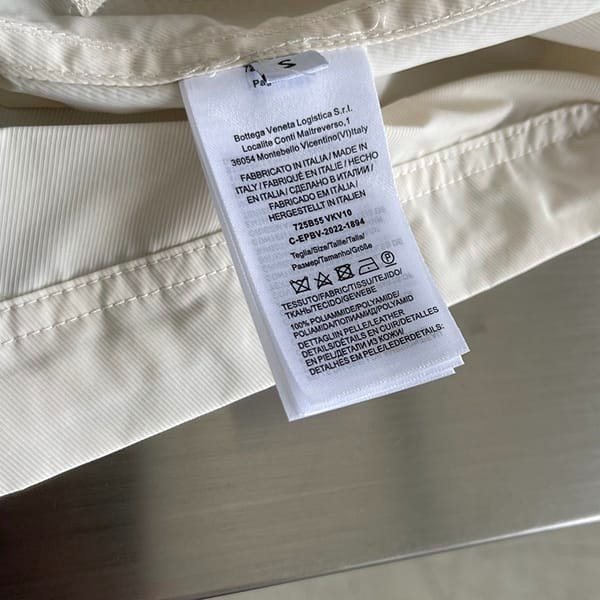 S
Bottega Veneta Logistica S.r.l.
Localite Conti Maltreverso,1
36054 Montebello Vicentino(VI)Italy
FABBRICATO IN ITALIA / MADE IN
ITALY / FABRIQUÉ EN ITALIE / HECHO
EN ITALIA / СДЕЛАНО В ИТАЛИИ /
FABRICADO EM ITÁLIA /
HERGESTELLT IN ITALIEN
725B55 VKV10
C-EPBV-2022-1894
Teglia/Size/Taille/Talla/
Размер/Tamanho/Größe
TESSUTO/FABRIC/TISSU/TEJIDO/
ТКАНЬ/TECIDO/GEWEBE
100% POLIAMMIDE/POLYAMIDE/
POLIAMIDA/ПОЛИАМИД/POLYAMID
DETTAGLI/N PELLE/LEATHER
DETAILS/DÉTAILS EN CUIR/DETALLES
EN PIEL/ДЕТАЛИ ИЗ КОЖИ/
DETALHES EM PELE/LEDERDETAILS: